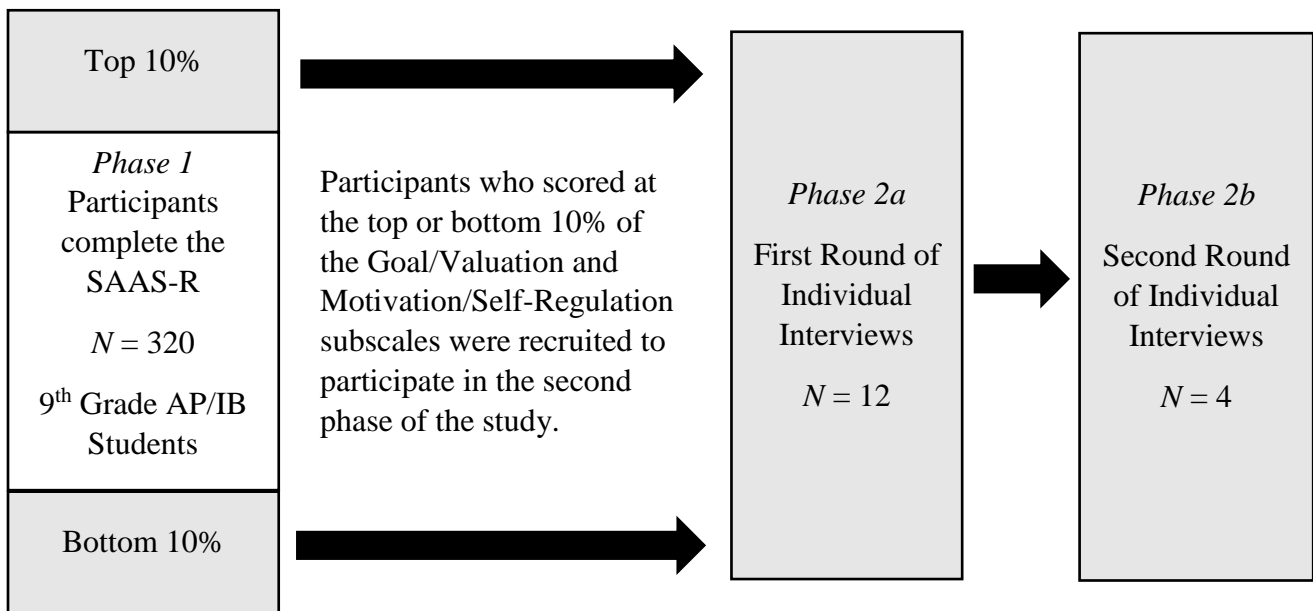 Top 10%
Phase 1
Participants
complete the
SAAS-R
N = 320
9th Grade AP/IB
Students
Bottom 10%
Participants who scored at
the top or bottom 10% of
the Goal/Valuation and
Motivation/Self-Regulation
subscales were recruited to
participate in the second
phase of the study.
Phase 2a
First Round of
Individual
Interviews
N = 12
Phase 2b
Second Round
of Individual
Interviews
N = 4